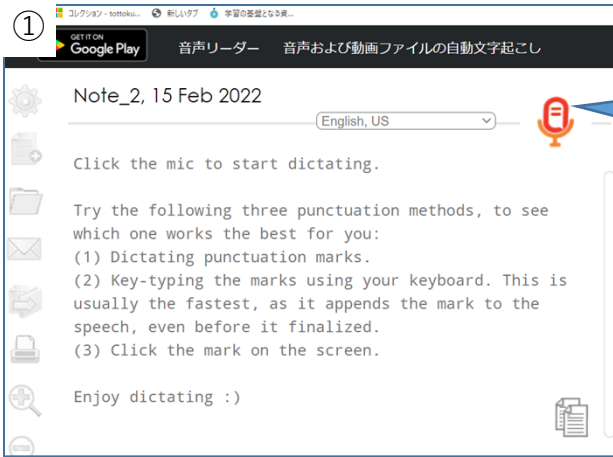 ①
コレクション - tottoku... 新しいタブ 学習の基盤となる資...
GET IT ON
Google Play 音声リーダー 音声および動画ファイルの自動文字起こし
Note_2, 15 Feb 2022
English, US
Click the mic to start dictating.
Try the following three punctuation methods, to see
which one works the best for you:
(1) Dictating punctuation marks.
(2) Key-typing the marks using your keyboard. This is
usually the fastest, as it appends the mark to the
speech, even before it finalized.
(3) Click the mark on the screen.
Enjoy dictating :)